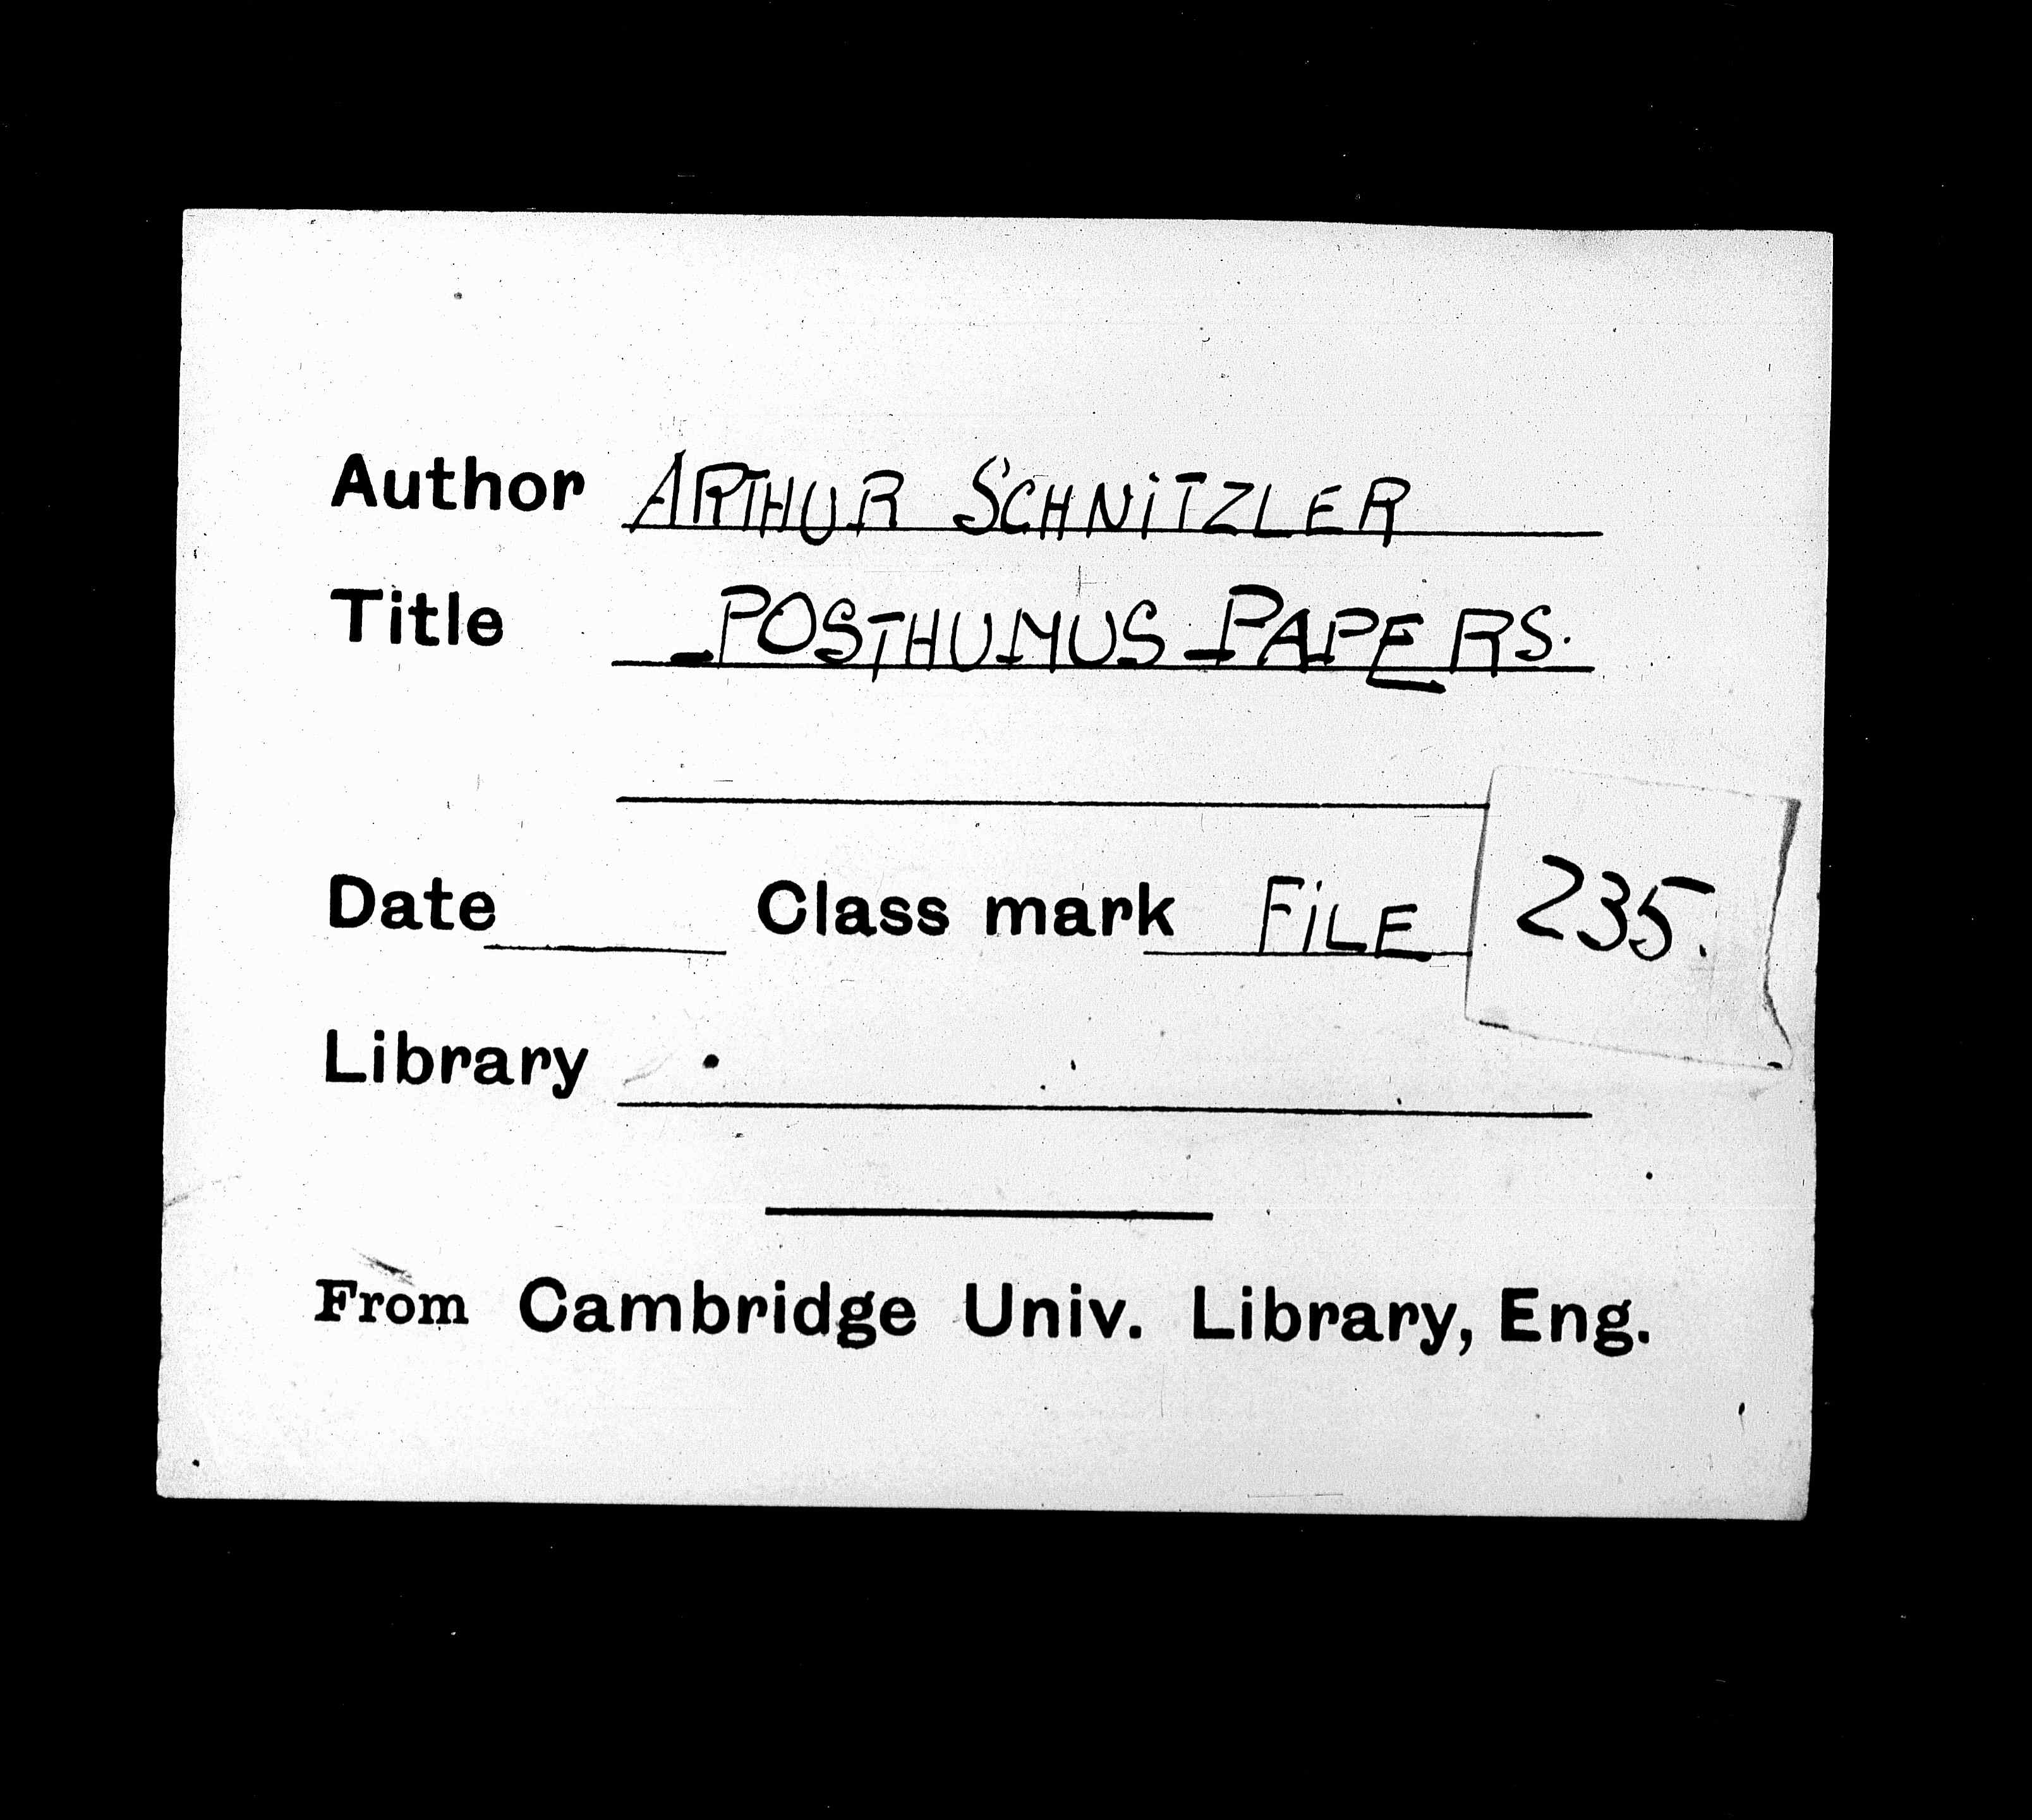 Author ARTHUR SCHNiTZLER
Title POSTHUMUS PAPERS.
Date Class mark FiLE 235.
Library
From Cambridge Univ. Library, Eng.